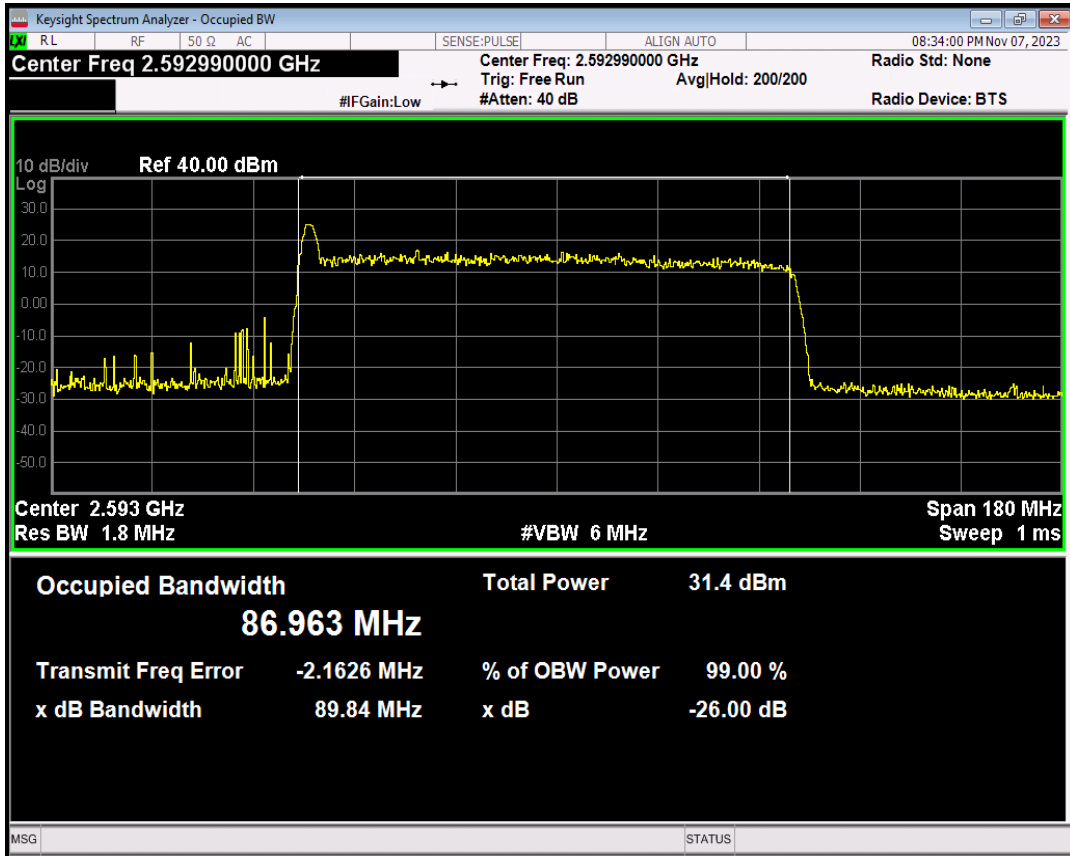 Keysight Spectrum Analyzer - Occupied BW
LXI RL RF 50 Ω AC SENSE:PULSE ALIGN AUTO 08:34:00 PM Nov 07, 2023
Center Freq 2.592990000 GHz Center Freq: 2.592990000 GHz Radio Std: None
Trig: Free Run Avg|Hold: 200/200
#IFGain:Low #Atten: 40 dB Radio Device: BTS
10 dB/div Ref 40.00 dBm
Log
30.0
20.0
10.0
0.00
-10.0
-20.0
-30.0
-40.0
-50.0
Center 2.593 GHz Span 180 MHz
Res BW 1.8 MHz #VBW 6 MHz Sweep 1 ms
Occupied Bandwidth Total Power 31.4 dBm
86.963 MHz
Transmit Freq Error -2.1626 MHz % of OBW Power 99.00 %
x dB Bandwidth 89.84 MHz x dB -26.00 dB
MSG STATUS